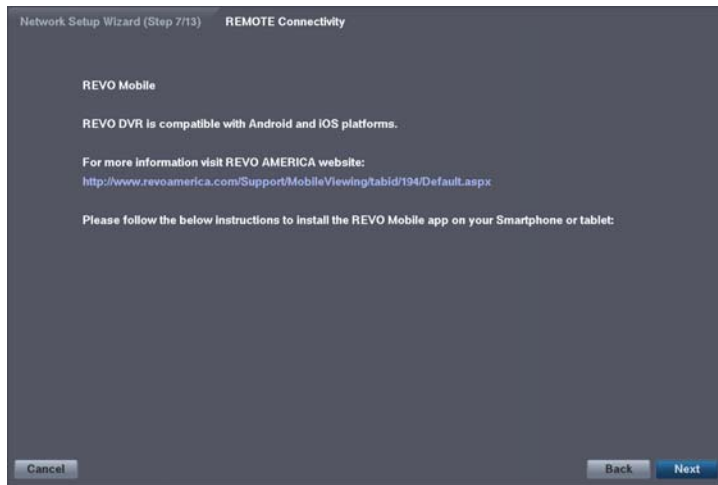 Network Setup Wizard (Step 7/13) REMOTE Connectivity
REVO Mobile
REVO DVR is compatible with Android and iOS platforms.
For more information visit REVO AMERICA website:
http://www.revoamerica.com/Support/MobileViewing/tabid/194/Default.aspx
Please follow the below instructions to install the REVO Mobile app on your Smartphone or tablet:
Cancel Back Next